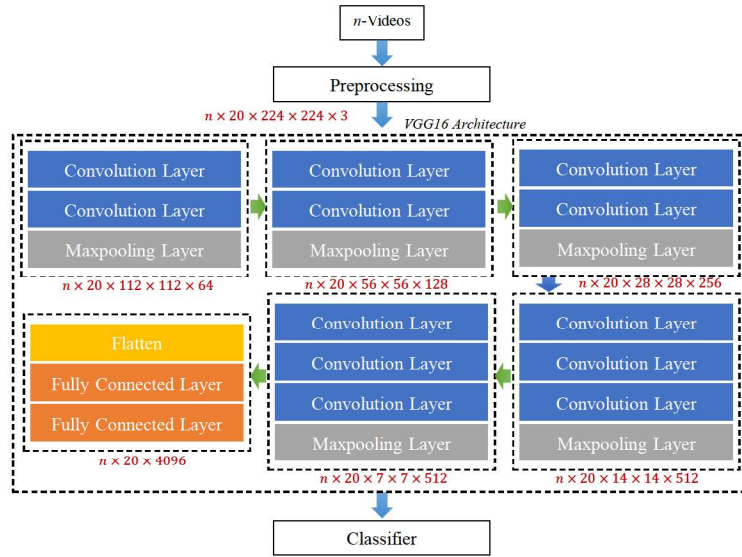 n-Videos
Preprocessing
n × 20 × 224 × 224 × 3
VGG16 Architecture
Convolution Layer
Convolution Layer
Maxpooling Layer
n × 20 × 112 × 112 × 64
Convolution Layer
Convolution Layer
Maxpooling Layer
n × 20 × 56 × 56 × 128
Convolution Layer
Convolution Layer
Maxpooling Layer
n × 20 × 28 × 28 × 256
Convolution Layer
Convolution Layer
Convolution Layer
Maxpooling Layer
n × 20 × 14 × 14 × 512
Convolution Layer
Convolution Layer
Convolution Layer
Maxpooling Layer
n × 20 × 7 × 7 × 512
Flatten
Fully Connected Layer
Fully Connected Layer
n × 20 × 4096
Classifier